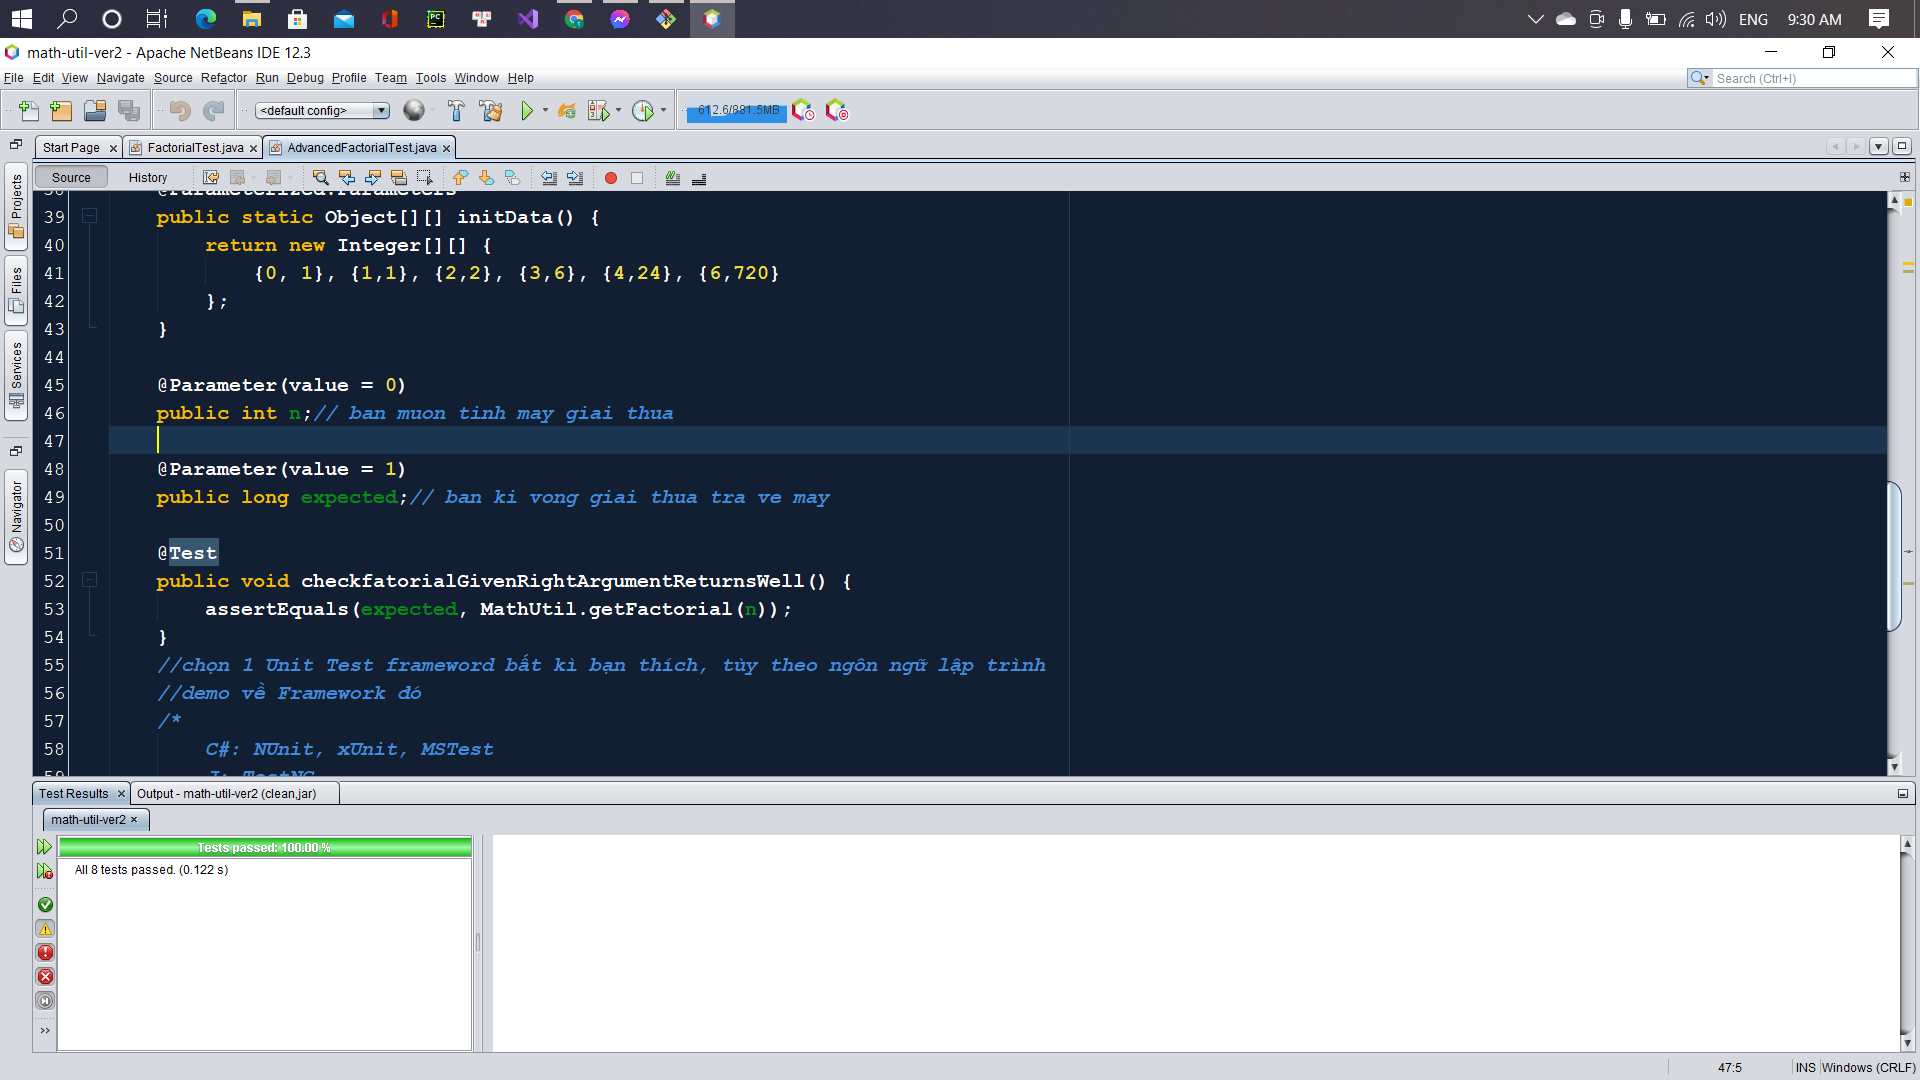 ENG
9:30 AM
math-util-ver2 - Apache NetBeans IDE 12.3
File Edit View Navigate Source Refactor Run Debug Profile Team Tools Window Help
Search (Ctrl+I)
<default config>
612.6/881.5MB
Start Page
FactorialTest.java
AdvancedFactorialTest.java
Source
History
Projects
Files
Services
Navigator
38 @Parameterized.Parameters
39 public static Object[][] initData() {
40 return new Integer[][] {
41 {0, 1}, {1,1}, {2,2}, {3,6}, {4,24}, {6,720}
42 };
43 }
44
45 @Parameter(value = 0)
46 public int n;// ban muon tinh may giai thua
47
48 @Parameter(value = 1)
49 public long expected;// ban ki vong giai thua tra ve may
50
51 @Test
52 public void checkfatorialGivenRightArgumentReturnsWell() {
53 assertEquals(expected, MathUtil.getFactorial(n));
54 }
55 //chọn 1 Unit Test frameword bất kì bạn thích, tùy theo ngôn ngữ lập trình
56 //demo về Framework đó
57 /*
58 C#: NUnit, xUnit, MSTest
59 J: TestNG
Test Results
Output - math-util-ver2 (clean,jar)
math-util-ver2
Tests passed: 100.00 %
All 8 tests passed. (0.122 s)
47:5
INS
Windows (CRLF)